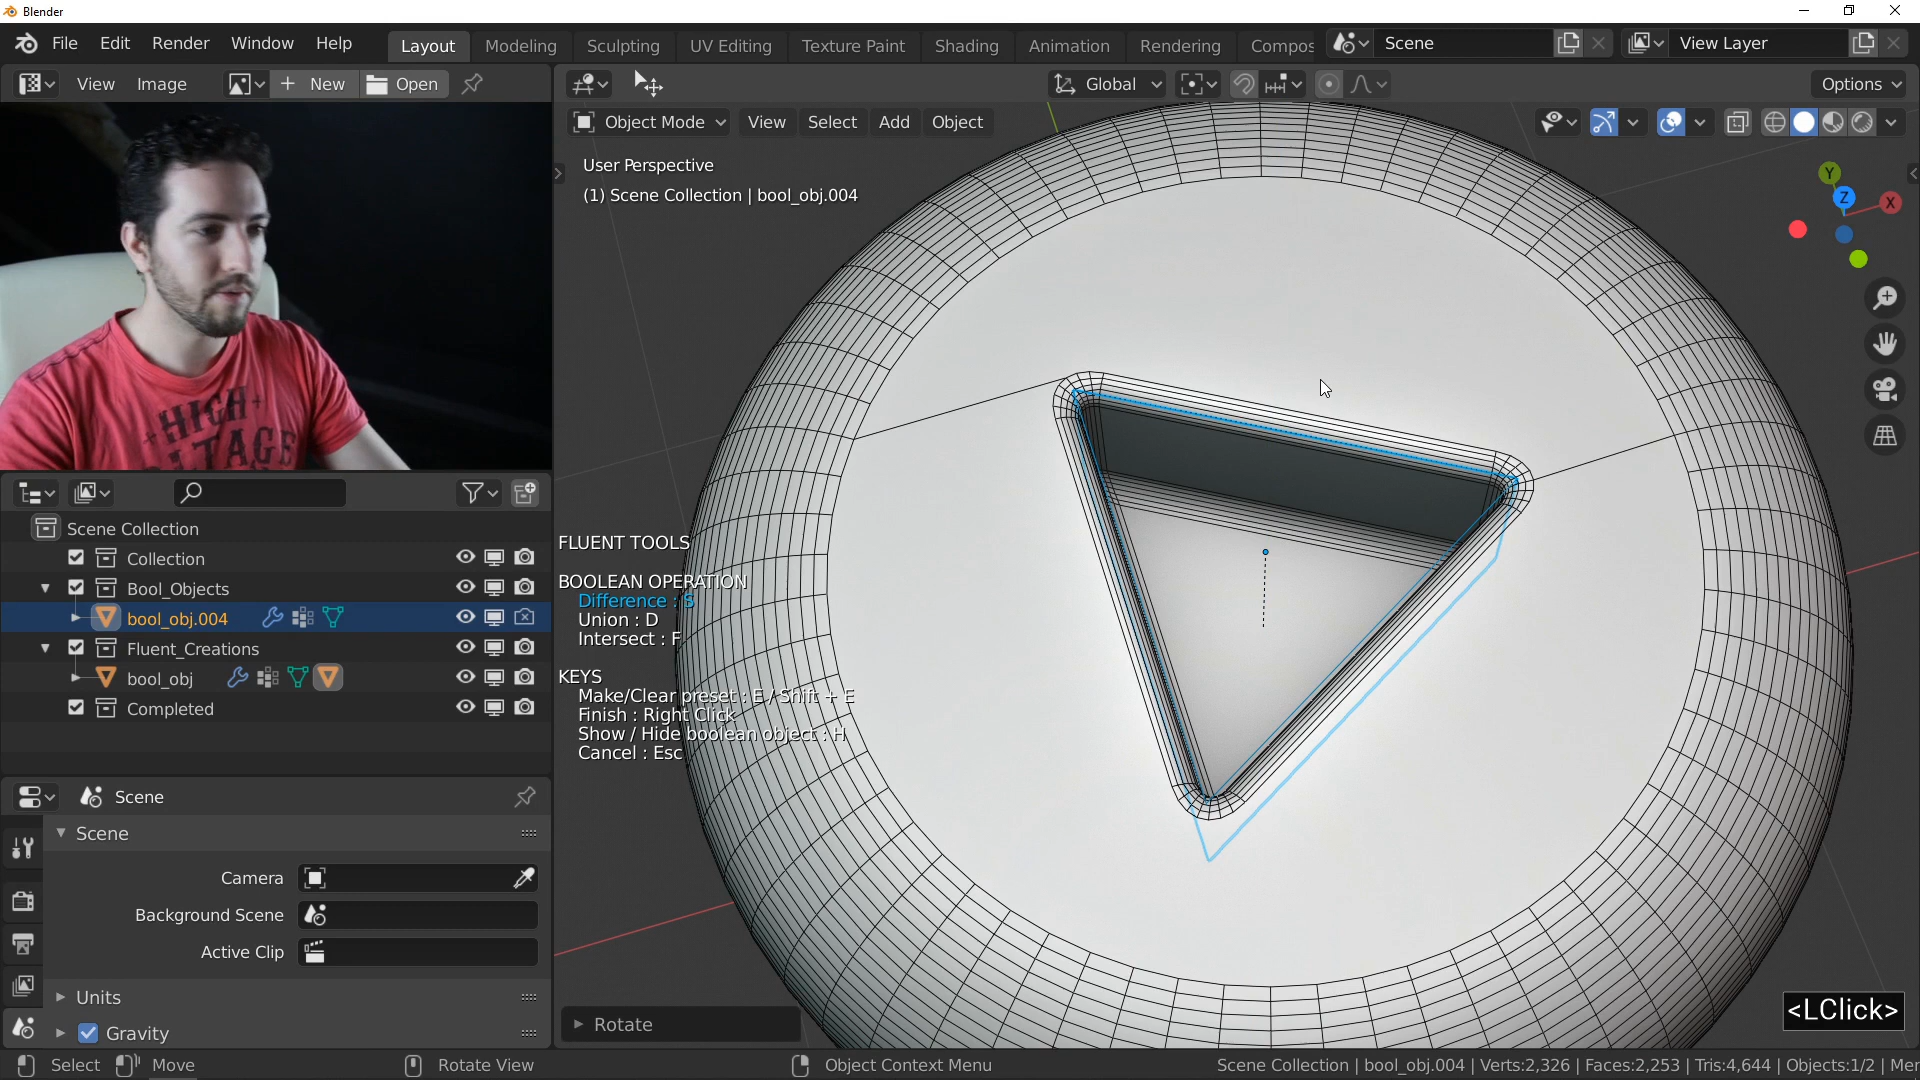 Blender
File Edit Render Window Help
Layout Modeling Sculpting UV Editing Texture Paint Shading Animation Rendering Compos
Scene
View Layer
View Image
New
Open
Global
Options
Object Mode View Select Add Object
User Perspective
(1) Scene Collection | bool_obj.004
Y
Z
X
HIGH
LTAGE
FLUENT TOOLS
BOOLEAN OPERATION
Difference : S
Union : D
Intersect : F
KEYS
Make/Clear preset : E / Shift + E
Finish : Right Click
Show / Hide boolean object : H
Cancel : Esc
Scene Collection
Collection
Bool_Objects
bool_obj.004
Fluent_Creations
bool_obj
Completed
Scene
Scene
Camera
Background Scene
Active Clip
Units
Gravity
Rotate
<LClick>
Select Move Rotate View Object Context Menu
Scene Collection | bool_obj.004 | Verts:2,326 | Faces:2,253 | Tris:4,644 | Objects:1/2 | Mer